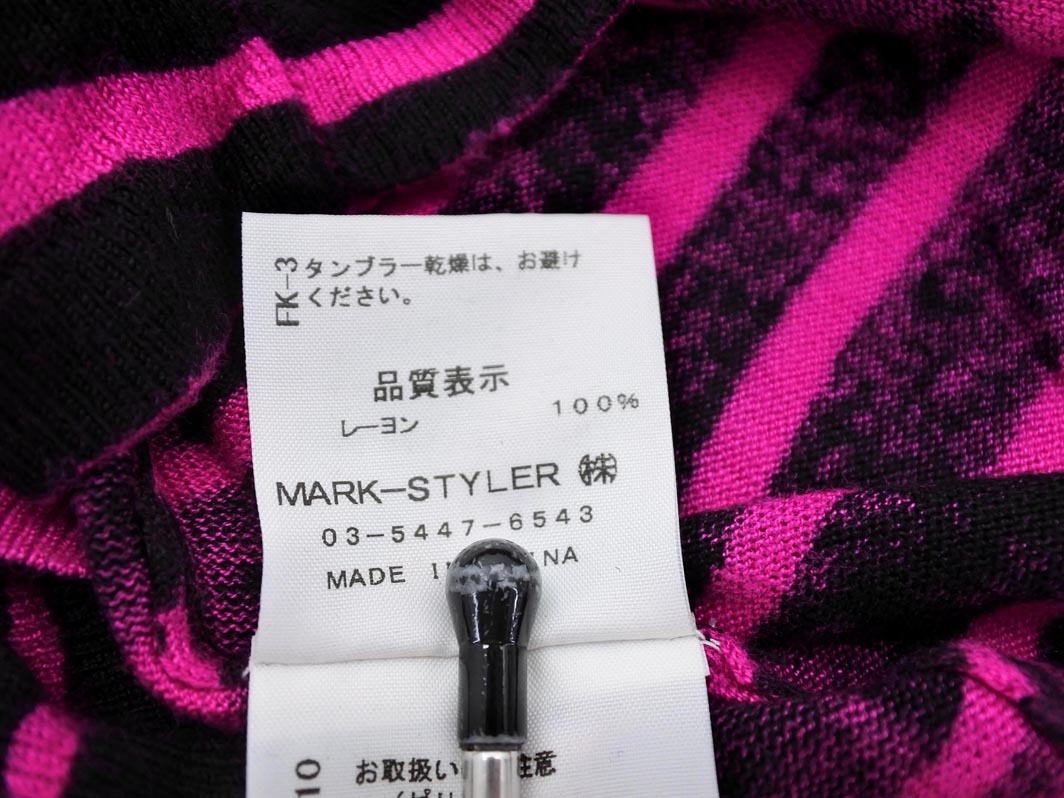 FK-3
タンブラー乾燥は、お避け
ください。
品質表示
レーヨン 100%
MARK-STYLER ㈱
03-5447-6543
MADE
10
お取扱い 注意